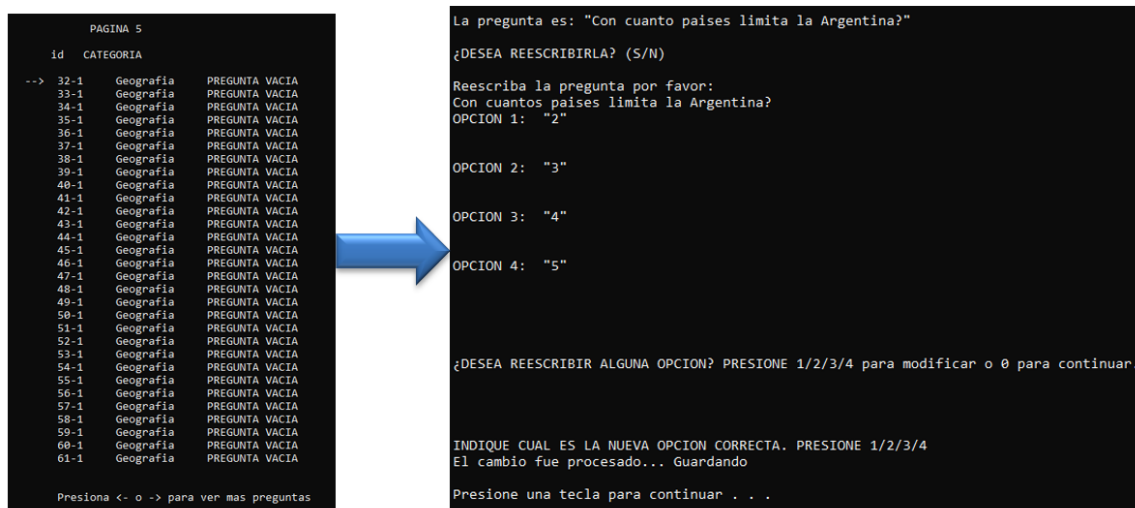 PAGINA 5
id CATEGORIA
--> 32-1 Geografia PREGUNTA VACIA
33-1 Geografia PREGUNTA VACIA
34-1 Geografia PREGUNTA VACIA
35-1 Geografia PREGUNTA VACIA
36-1 Geografia PREGUNTA VACIA
37-1 Geografia PREGUNTA VACIA
38-1 Geografia PREGUNTA VACIA
39-1 Geografia PREGUNTA VACIA
40-1 Geografia PREGUNTA VACIA
41-1 Geografia PREGUNTA VACIA
42-1 Geografia PREGUNTA VACIA
43-1 Geografia PREGUNTA VACIA
44-1 Geografia PREGUNTA VACIA
45-1 Geografia PREGUNTA VACIA
46-1 Geografia PREGUNTA VACIA
47-1 Geografia PREGUNTA VACIA
48-1 Geografia PREGUNTA VACIA
49-1 Geografia PREGUNTA VACIA
50-1 Geografia PREGUNTA VACIA
51-1 Geografia PREGUNTA VACIA
52-1 Geografia PREGUNTA VACIA
53-1 Geografia PREGUNTA VACIA
54-1 Geografia PREGUNTA VACIA
55-1 Geografia PREGUNTA VACIA
56-1 Geografia PREGUNTA VACIA
57-1 Geografia PREGUNTA VACIA
58-1 Geografia PREGUNTA VACIA
59-1 Geografia PREGUNTA VACIA
60-1 Geografia PREGUNTA VACIA
61-1 Geografia PREGUNTA VACIA
Presiona <- o -> para ver mas preguntas
La pregunta es: "Con cuanto paises limita la Argentina?"
¿DESEA REESCRIBIRLA? (S/N)
Reescriba la pregunta por favor:
Con cuantos paises limita la Argentina?
OPCION 1: "2"
OPCION 2: "3"
OPCION 3: "4"
OPCION 4: "5"
¿DESEA REESCRIBIR ALGUNA OPCION? PRESIONE 1/2/3/4 para modificar o 0 para continuar.
INDIQUE CUAL ES LA NUEVA OPCION CORRECTA. PRESIONE 1/2/3/4
El cambio fue procesado... Guardando
Presione una tecla para continuar . . .